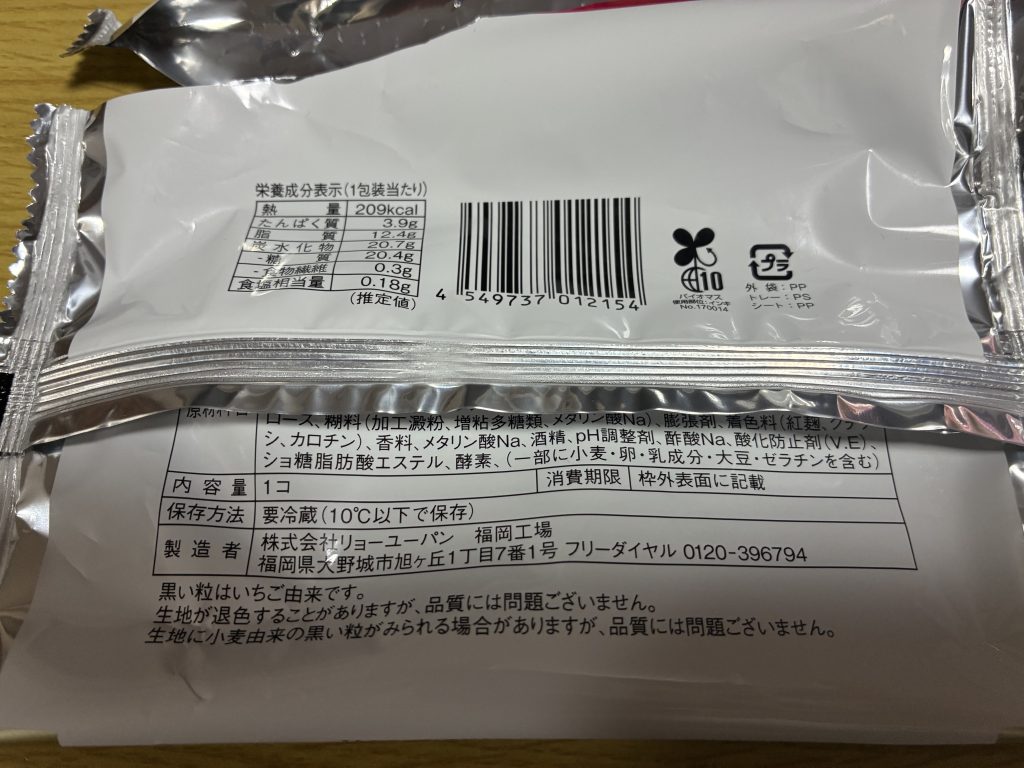 栄養成分表示(1包装当たり)
熱量 209kcal
たんぱく質 3.9g
脂質 12.4g
炭水化物 20.7g
-糖質 20.4g
-食物繊維 0.3g
食塩相当量 0.18g
(推定値)
4 549737 012154
10
バイオマス
使用部位:インキ
No.170014
プラ
外袋:PP
トレー:PS
シート:PP
ロース、糊料(加工澱粉、増粘多糖類、メタリン酸Na)、膨張剤、着色料(紅麹、クチナ
シ、カロチン)、香料、メタリン酸Na、酒精、pH調整剤、酢酸Na、酸化防止剤(V.E)、
ショ糖脂肪酸エステル、酵素、(一部に小麦・卵・乳成分・大豆・ゼラチンを含む)
内容量 1コ 消費期限 枠外表面に記載
保存方法 要冷蔵(10℃以下で保存)
製造者 株式会社リョーユーパン 福岡工場
福岡県大野城市旭ヶ丘1丁目7番1号 フリーダイヤル 0120-396794
黒い粒はいちご由来です。
生地が退色することがありますが、品質には問題ございません。
生地に小麦由来の黒い粒がみられる場合がありますが、品質には問題ございません。